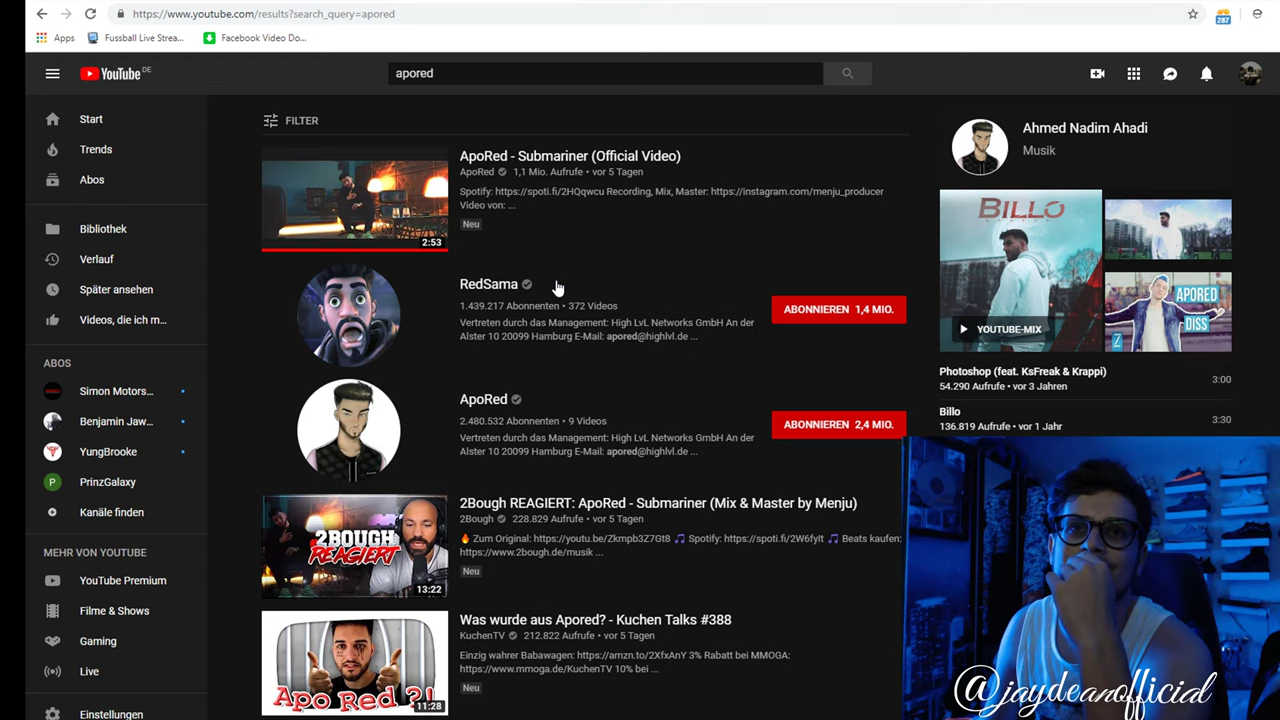 https://www.youtube.com/results?search_query=apored
287
Apps
Fussball Live Strea...
Facebook Video Do...
YouTube DE
apored
Start
Trends
Abos
Bibliothek
Verlauf
Später ansehen
Videos, die ich m...
ABOS
Simon Motors...
Benjamin Jaw...
YungBrooke
P
PrinzGalaxy
Kanäle finden
MEHR VON YOUTUBE
YouTube Premium
Filme & Shows
Gaming
Live
Einstellungen
FILTER
ApoRed - Submariner (Official Video)
ApoRed 1,1 Mio. Aufrufe • vor 5 Tagen
Spotify: https://spoti.fi/2HQqwcu Recording, Mix, Master: https://instagram.com/menju_producer
Video von: ...
Neu
2:53
RedSama
1.439.217 Abonnenten • 372 Videos
Vertreten durch das Management: High LvL Networks GmbH An der
Alster 10 20099 Hamburg E-Mail: apored@highlvl.de ...
ABONNIEREN 1,4 MIO.
ApoRed
2.480.532 Abonnenten • 9 Videos
Vertreten durch das Management: High LvL Networks GmbH An der
Alster 10 20099 Hamburg E-Mail: apored@highlvl.de ...
ABONNIEREN 2,4 MIO.
2BOUGH
REAGIERT
13:22
2Bough REAGIERT: ApoRed - Submariner (Mix & Master by Menju)
2Bough 228.829 Aufrufe • vor 5 Tagen
🔥 Zum Original: https://youtu.be/Zkmpb3Z7Gt8 🎵 Spotify: https://spoti.fi/2W6fyIt 🎵 Beats kaufen:
https://www.2bough.de/musik ...
Neu
Apo Red ?!
11:28
Was wurde aus Apored? - Kuchen Talks #388
KuchenTV 212.822 Aufrufe • vor 5 Tagen
Einzig wahrer Babawagen: https://amzn.to/2XfxAnY 3% Rabatt bei MMOGA:
https://www.mmoga.de/KuchenTV 10% bei ...
Neu
Ahmed Nadim Ahadi
Musik
BILLO
YOUTUBE-MIX
APORED
DISS
Photoshop (feat. KsFreak & Krappi)
54.290 Aufrufe • vor 3 Jahren
3:00
Billo
136.819 Aufrufe • vor 1 Jahr
3:30
@jaydeanofficial